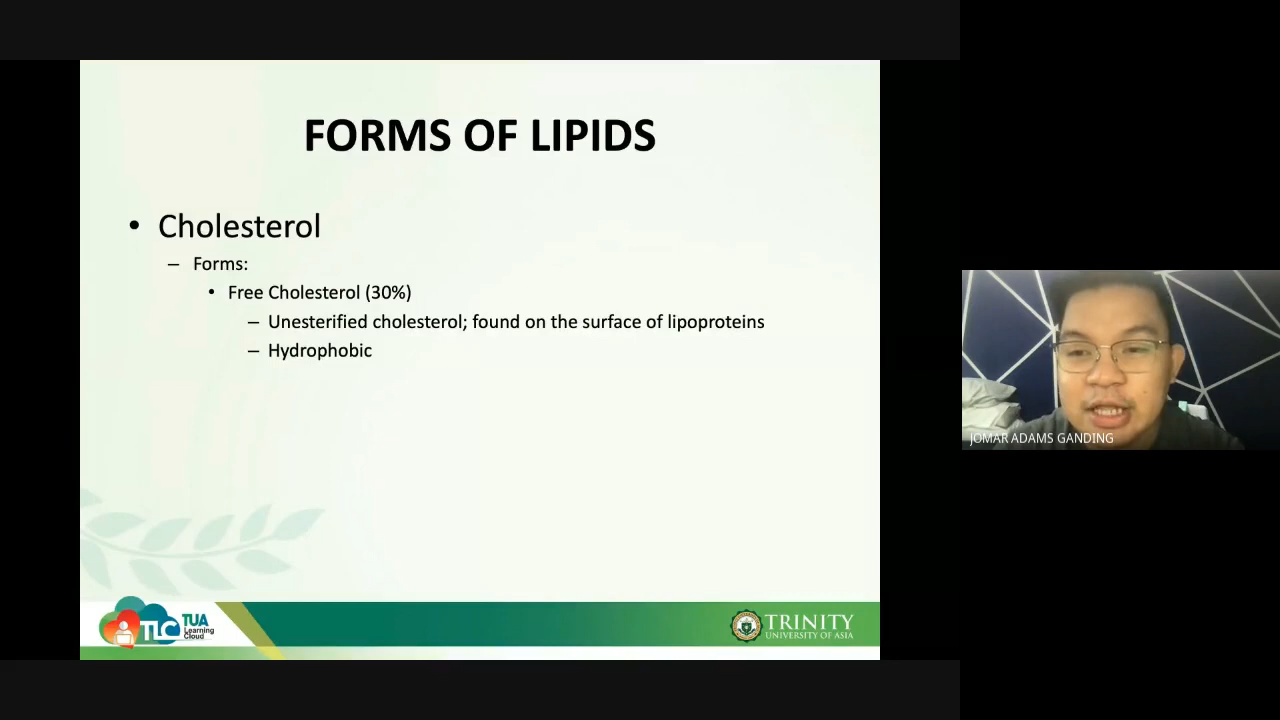 FORMS OF LIPIDS
• Cholesterol
– Forms:
• Free Cholesterol (30%)
– Unesterified cholesterol; found on the surface of lipoproteins
– Hydrophobic
JOMAR ADAMS GANDING
TLC TUA
Learning
Cloud
TRINITY
UNIVERSITY OF ASIA